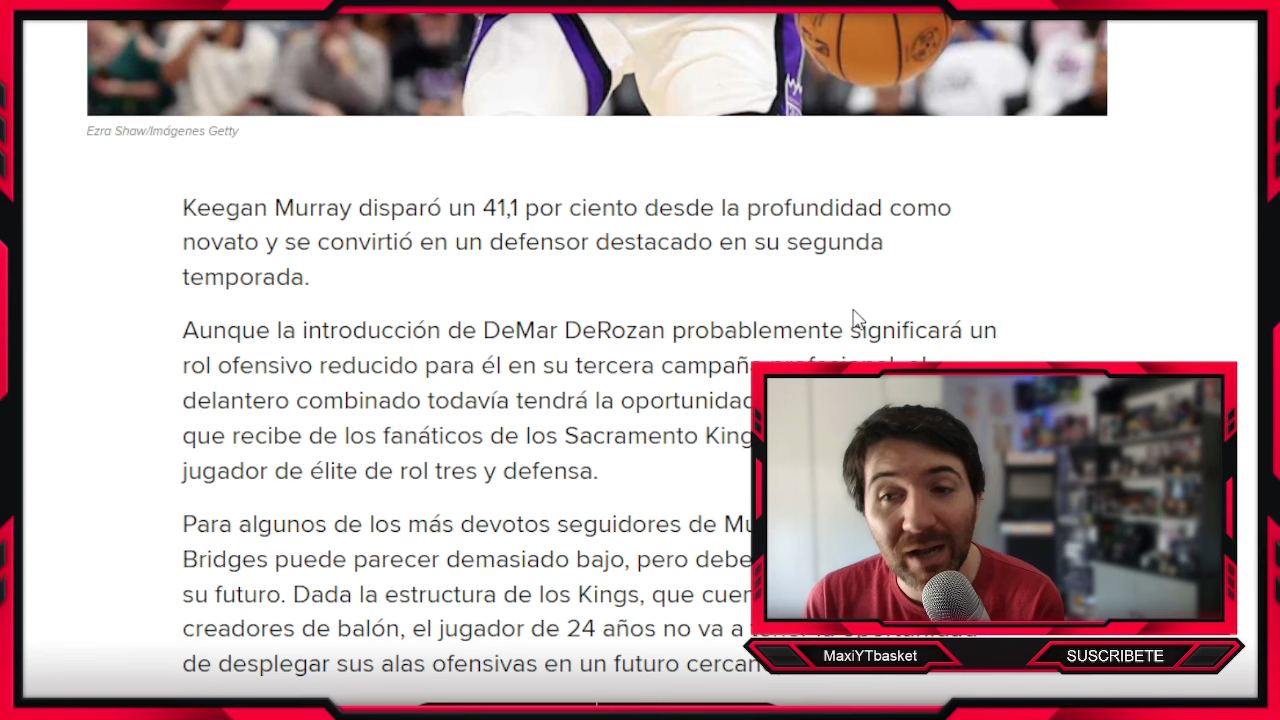 Ezra Shaw/Imágenes Getty
Keegan Murray disparó un 41,1 por ciento desde la profundidad como
novato y se convirtió en un defensor destacado en su segunda
temporada.
Aunque la introducción de DeMar DeRozan probablemente significará un
rol ofensivo reducido para él en su tercera campaña
delantero combinado todavía tendrá la oportunidad
que recibe de los fanáticos de los Sacramento
jugador de élite de rol tres y defensa.
Para algunos de los más devotos seguidores de
Bridges puede parecer demasiado bajo, pero
su futuro. Dada la estructura de los Kings, que
creadores de balón, el jugador de 24 años no va a
de desplegar sus alas ofensivas en un futuro
MaxiYTbasket
SUSCRIBETE